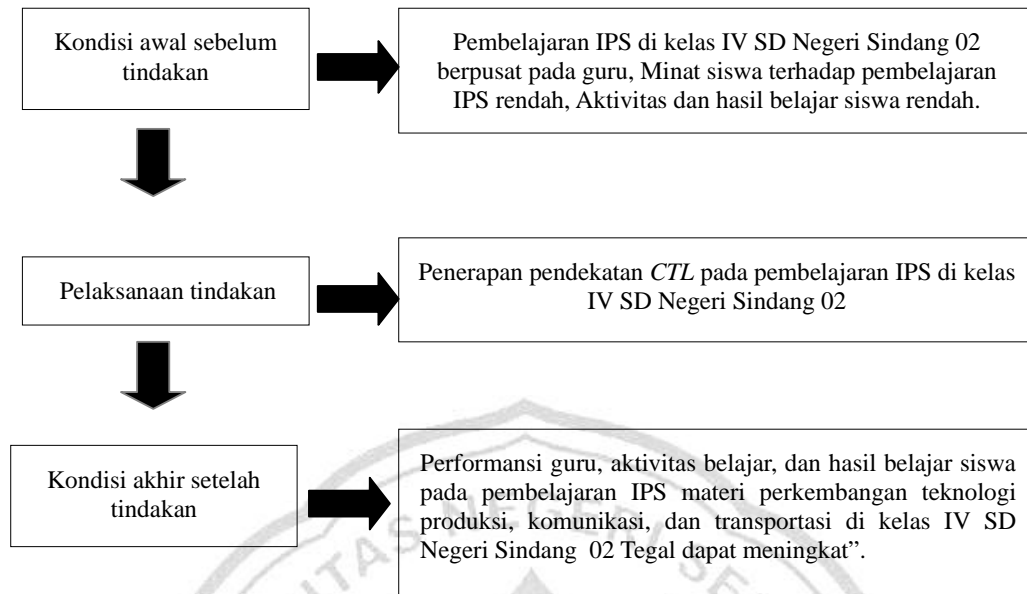 Kondisi awal sebelum
tindakan
Pembelajaran IPS di kelas IV SD Negeri Sindang 02
berpusat pada guru, Minat siswa terhadap pembelajaran
IPS rendah, Aktivitas dan hasil belajar siswa rendah.
Pelaksanaan tindakan
Penerapan pendekatan CTL pada pembelajaran IPS di kelas
IV SD Negeri Sindang 02
Kondisi akhir setelah
tindakan
Performansi guru, aktivitas belajar, dan hasil belajar siswa
pada pembelajaran IPS materi perkembangan teknologi
produksi, komunikasi, dan transportasi di kelas IV SD
Negeri Sindang 02 Tegal dapat meningkat”.
NEGERI